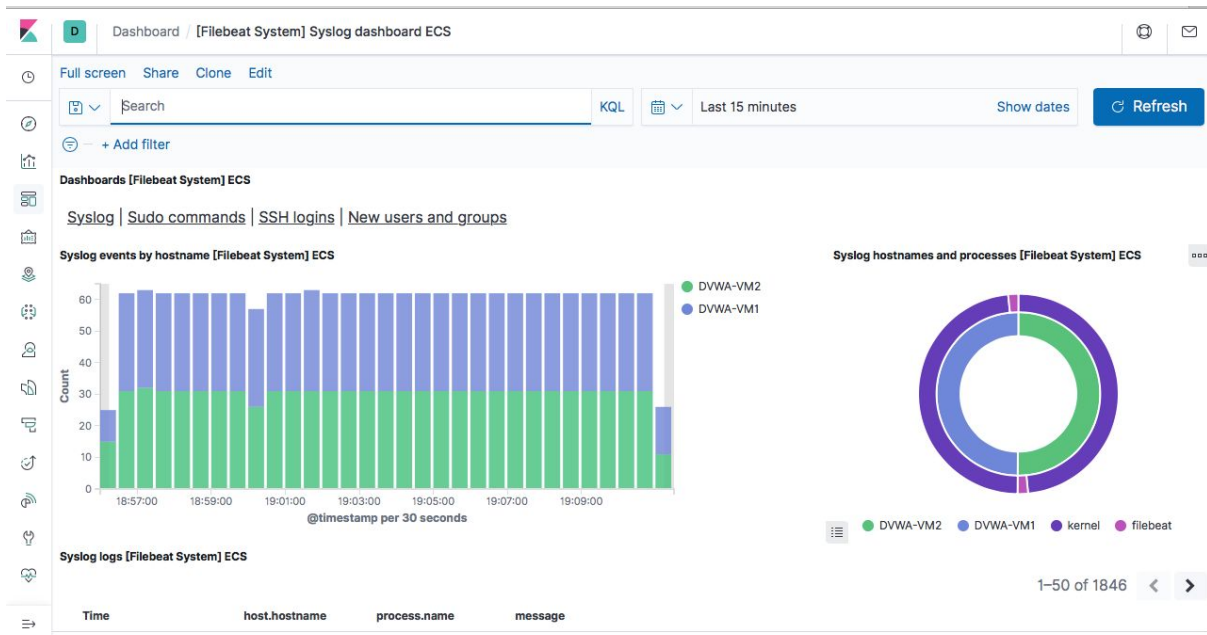 D Dashboard / [Filebeat System] Syslog dashboard ECS
Full screen Share Clone Edit
Search KQL Last 15 minutes Show dates Refresh
+ Add filter
Dashboards [Filebeat System] ECS
Syslog | Sudo commands | SSH logins | New users and groups
Syslog events by hostname [Filebeat System] ECS
60
50
40
30
20
10
0
Count
18:57:00 18:59:00 19:01:00 19:03:00 19:05:00 19:07:00 19:09:00
@timestamp per 30 seconds
DVWA-VM2
DVWA-VM1
Syslog hostnames and processes [Filebeat System] ECS
DVWA-VM2 DVWA-VM1 kernel filebeat
Syslog logs [Filebeat System] ECS
1–50 of 1846
Time host.hostname process.name message